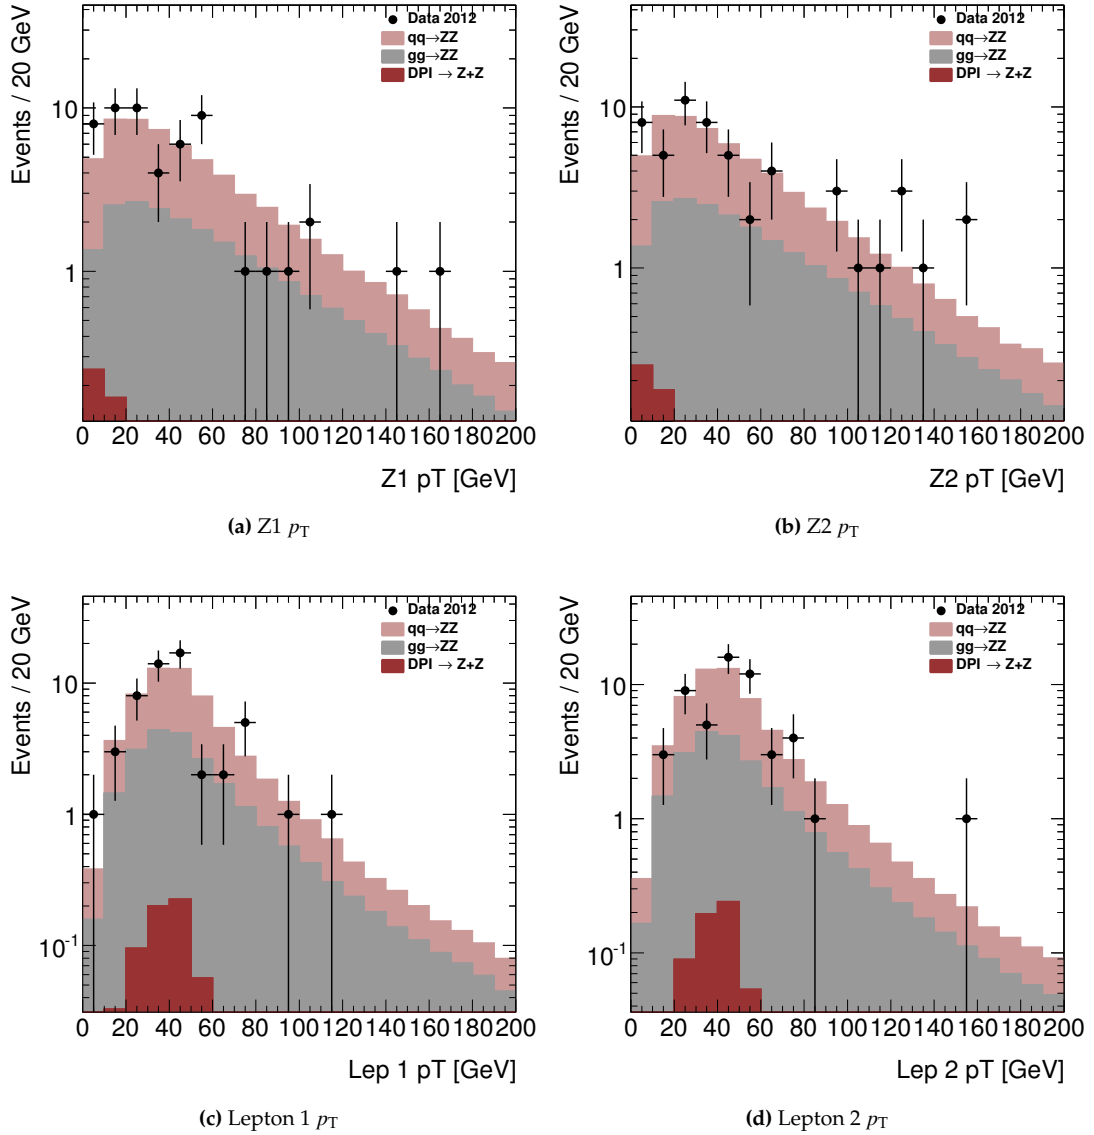 Events / 20 GeV
10
1
Data 2012
qq→ZZ
gg→ZZ
DPI → Z+Z
0 20 40 60 80 100 120 140 160 180 200
Z1 pT [GeV]
(a) Z1 pT
Events / 20 GeV
10
1
Data 2012
qq→ZZ
gg→ZZ
DPI → Z+Z
0 20 40 60 80 100 120 140 160 180 200
Z2 pT [GeV]
(b) Z2 pT
Events / 20 GeV
10
1
10⁻¹
Data 2012
qq→ZZ
gg→ZZ
DPI → Z+Z
0 20 40 60 80 100 120 140 160 180 200
Lep 1 pT [GeV]
(c) Lepton 1 pT
Events / 20 GeV
10
1
10⁻¹
Data 2012
qq→ZZ
gg→ZZ
DPI → Z+Z
0 20 40 60 80 100 120 140 160 180 200
Lep 2 pT [GeV]
(d) Lepton 2 pT